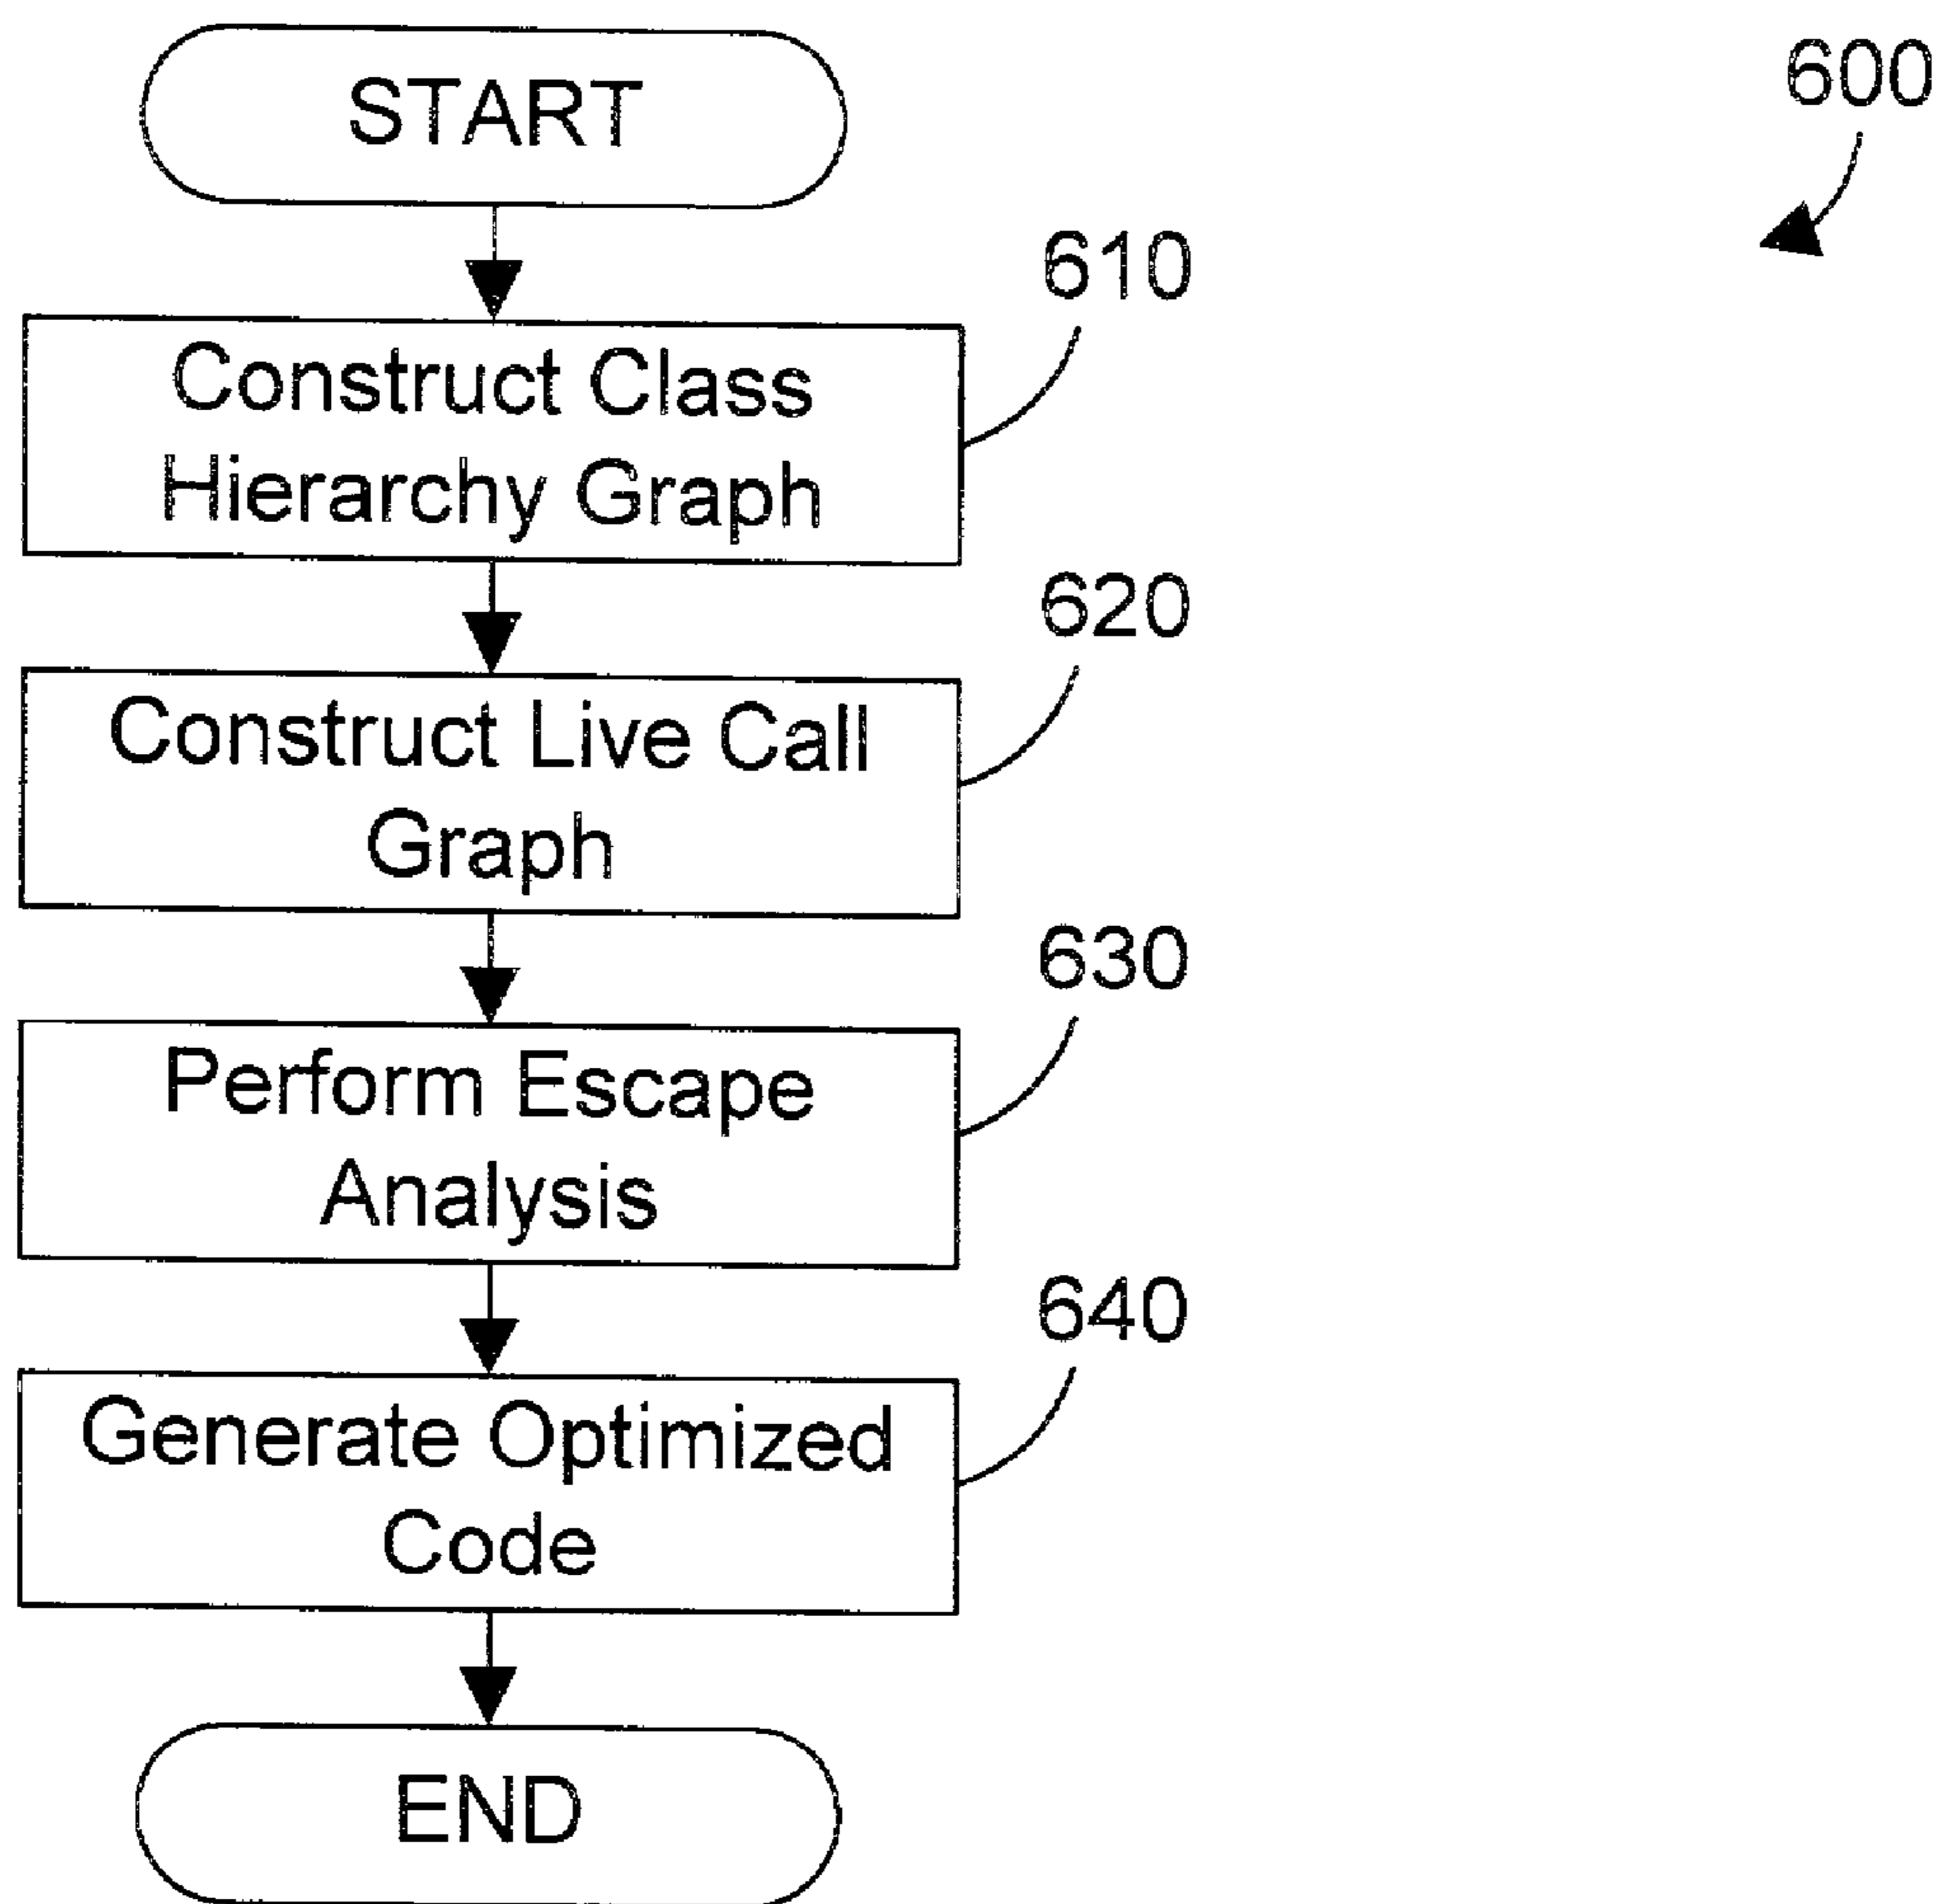 START
600
610
Construct Class
Hierarchy Graph
620
Construct Live Call
Graph
630
Perform Escape
Analysis
640
Generate Optimized
Code
END